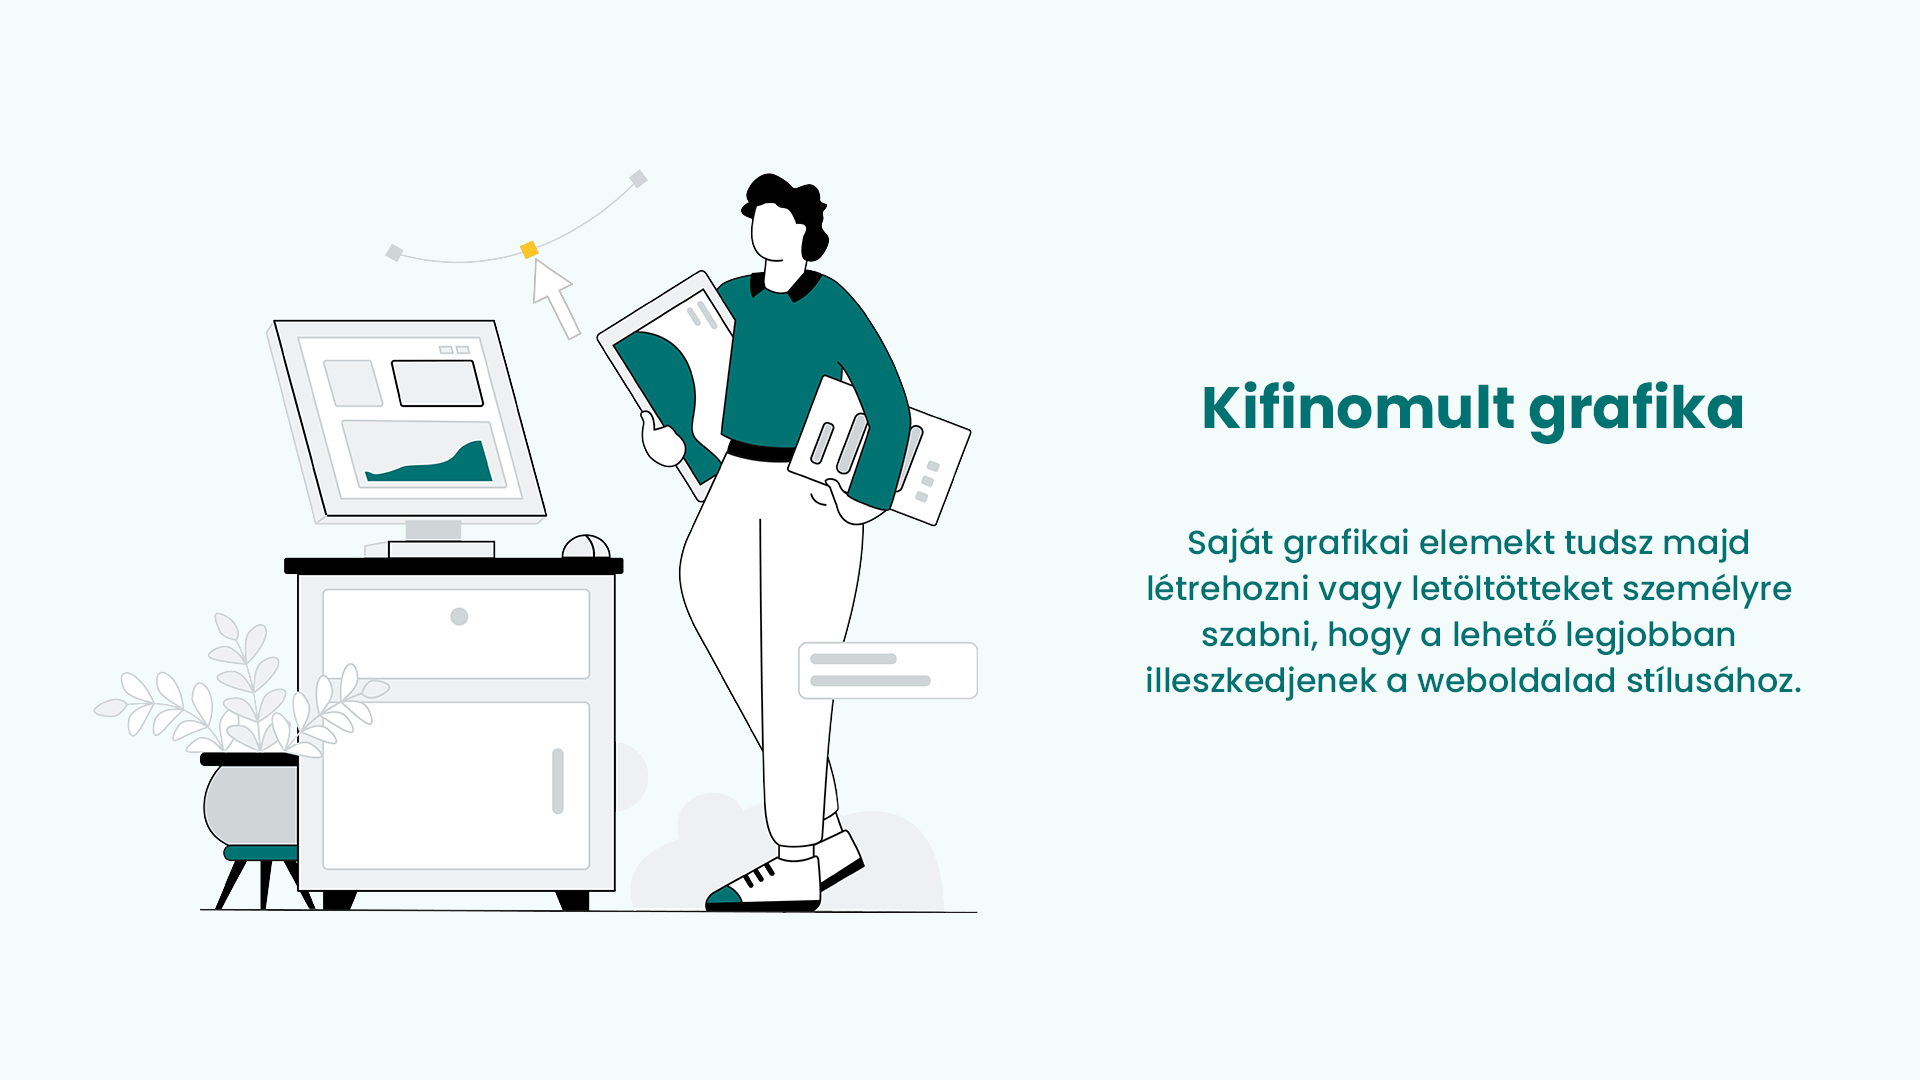 Kifinomult grafika
Saját grafikai elemekt tudsz majd
létrehozni vagy letöltötteket személyre
szabni, hogy a lehető legjobban
illeszkedjenek a weboldalad stílusához.